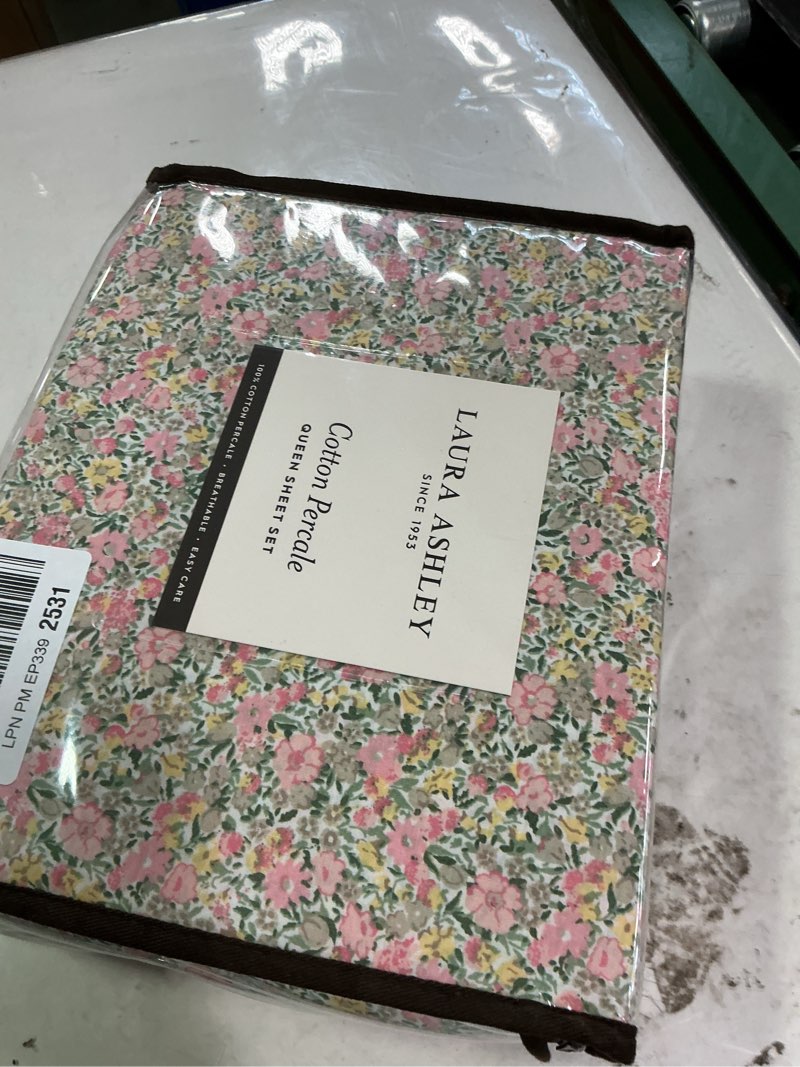 LAURA ASHLEY
SINCE 1953
Cotton Percale
QUEEN SHEET SET
100% COTTON PERCALE · BREATHABLE · EASY CARE
LPN PM EP339 2531